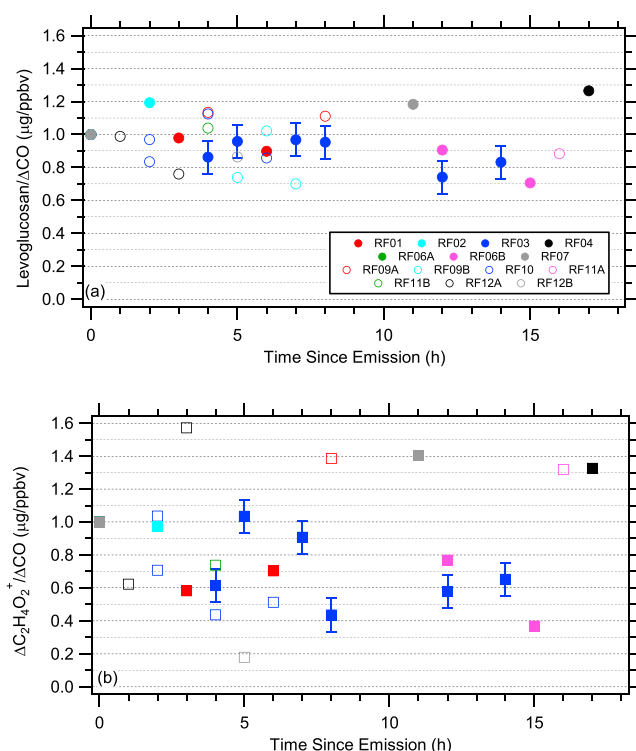 1.6
1.4
1.2
1.0
0.8
0.6
0.4
0.2
0.0
Levoglucosan/ΔCO (µg/ppbv)
(a)
RF01 RF02 RF03 RF04
RF06A RF06B RF07
RF09A RF09B RF10 RF11A
RF11B RF12A RF12B
0 5 10 15
Time Since Emission (h)
1.6
1.4
1.2
1.0
0.8
0.6
0.4
0.2
0.0
ΔC₂H₄O₂⁺/ΔCO (µg/ppbv)
(b)
0 5 10 15
Time Since Emission (h)